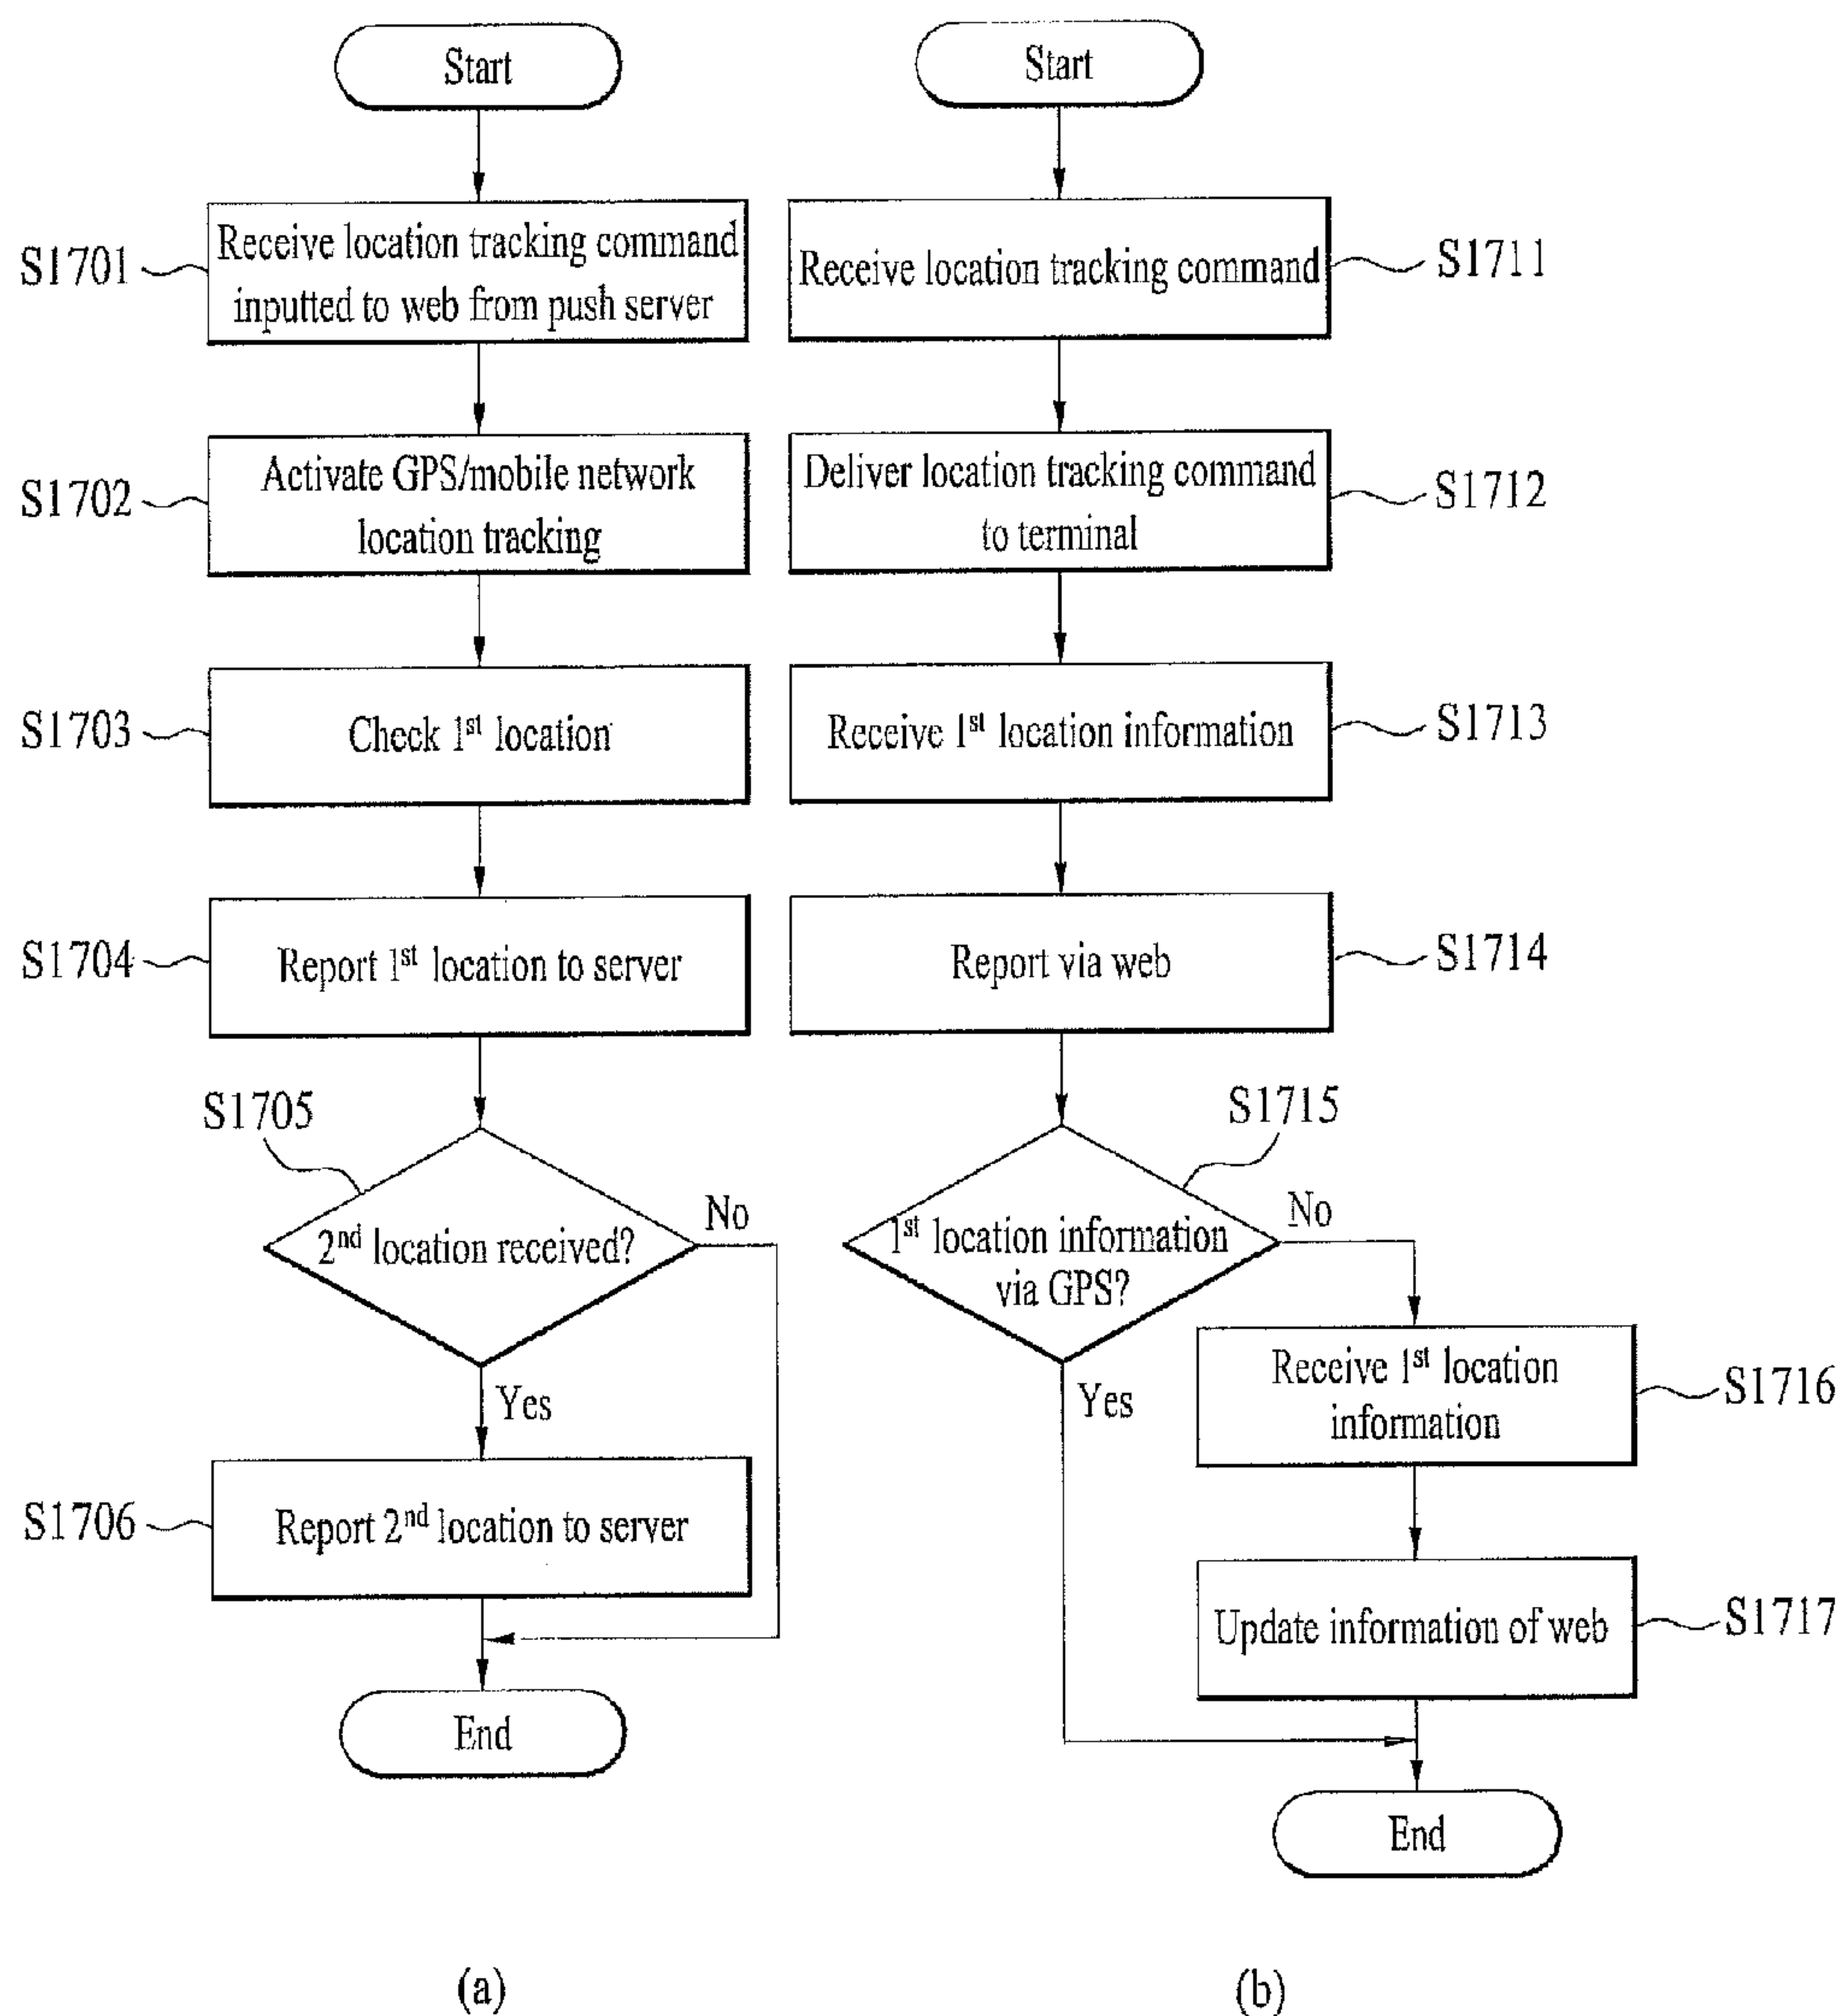 Start
S1701
Receive location tracking command
inputted to web from push server
S1702
Activate GPS/mobile network
location tracking
S1703
Check 1st location
S1704
Report 1st location to server
S1705
2nd location received?
No
Yes
S1706
Report 2nd location to server
End
(a)
Start
Receive location tracking command
S1711
Deliver location tracking command
to terminal
S1712
Receive 1st location information
S1713
Report via web
S1714
S1715
1st location information
via GPS?
No
Yes
Receive 1st location
information
S1716
Update information of web
S1717
End
(b)